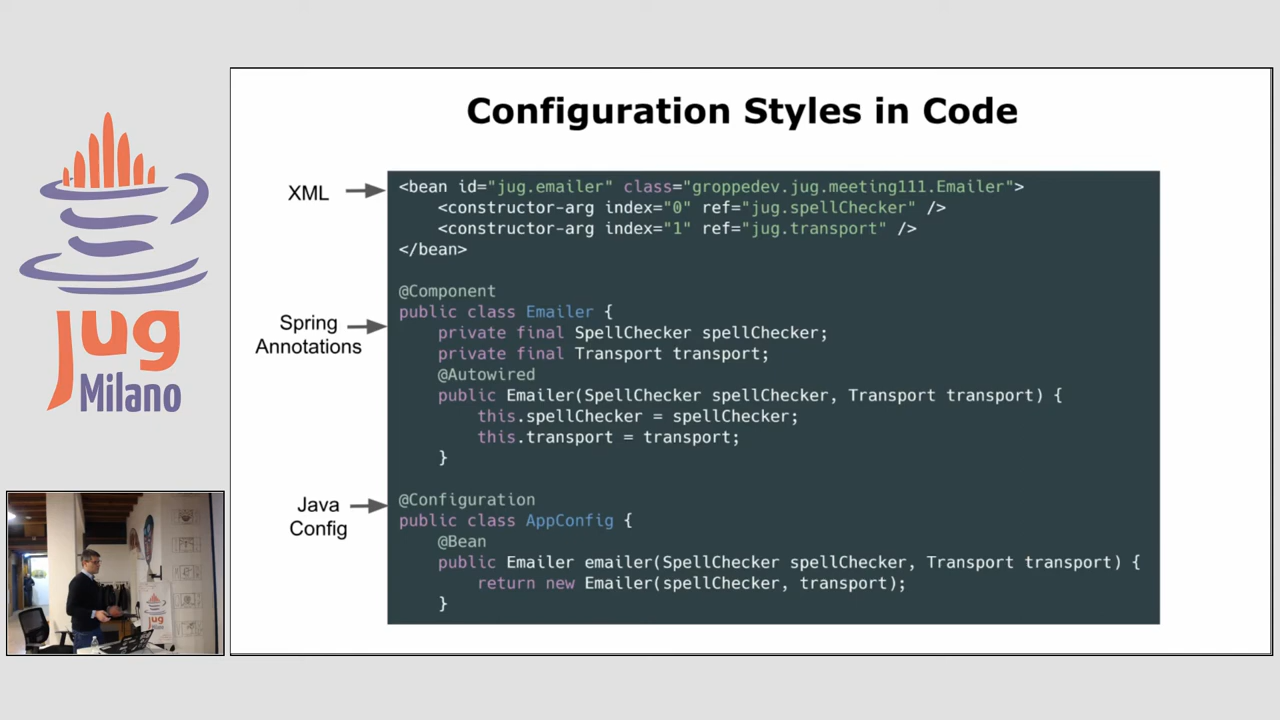 Configuration Styles in Code
XML
<bean id="jug.emailer" class="groppedev.jug.meeting111.Emailer">
<constructor-arg index="0" ref="jug.spellChecker" />
<constructor-arg index="1" ref="jug.transport" />
</bean>
Spring
Annotations
@Component
public class Emailer {
private final SpellChecker spellChecker;
private final Transport transport;
@Autowired
public Emailer(SpellChecker spellChecker, Transport transport) {
this.spellChecker = spellChecker;
this.transport = transport;
}
Java
Config
@Configuration
public class AppConfig {
@Bean
public Emailer emailer(SpellChecker spellChecker, Transport transport) {
return new Emailer(spellChecker, transport);
}
jug
Milano
jug